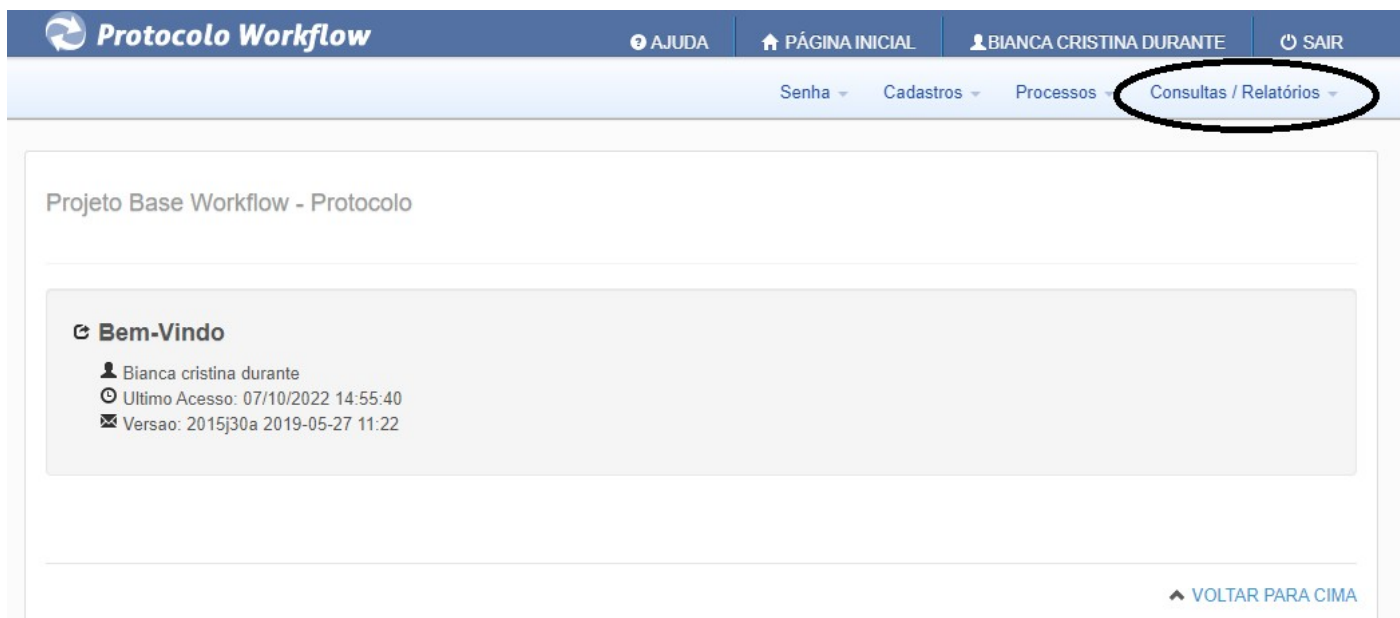 Protocolo Workflow
AJUDA PÁGINA INICIAL BIANCA CRISTINA DURANTE SAIR
Senha Cadastros Processos Consultas / Relatórios
Projeto Base Workflow - Protocolo
Bem-Vindo
Bianca cristina durante
Ultimo Acesso: 07/10/2022 14:55:40
Versao: 2015j30a 2019-05-27 11:22
VOLTAR PARA CIMA